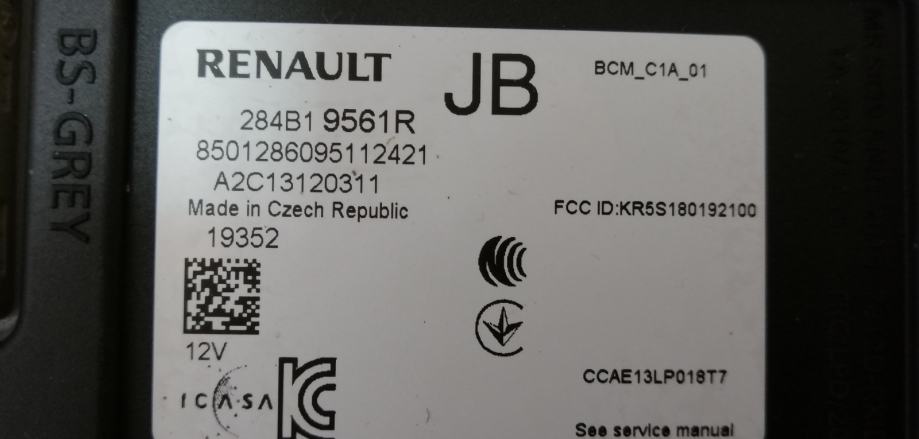 BS-GREY
RENAULT
JB
BCM_C1A_01
284B1 9561R
8501286095112421
A2C13120311
Made in Czech Republic
FCC ID:KR5S180192100
19352
12V
ICASA
CCAE13LP018T7
See service manual